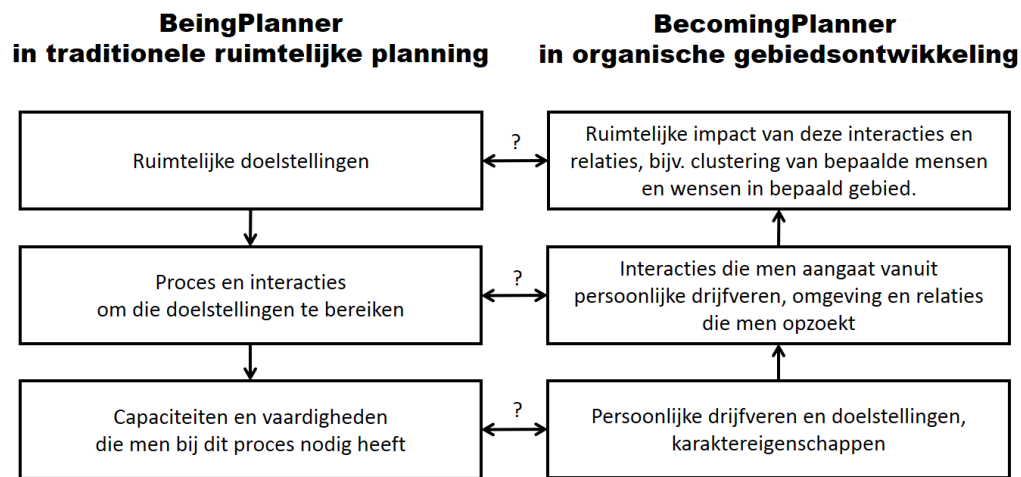 BeingPlanner
in traditionele ruimtelijke planning
BecomingPlanner
in organische gebiedsontwikkeling
Ruimtelijke doelstellingen
?
Ruimtelijke impact van deze interacties en
relaties, bijv. clustering van bepaalde mensen
en wensen in bepaald gebied.
Proces en interacties
om die doelstellingen te bereiken
?
Interacties die men aangaat vanuit
persoonlijke drijfveren, omgeving en relaties
die men opzoekt
Capaciteiten en vaardigheden
die men bij dit proces nodig heeft
?
Persoonlijke drijfveren en doelstellingen,
karaktereigenschappen